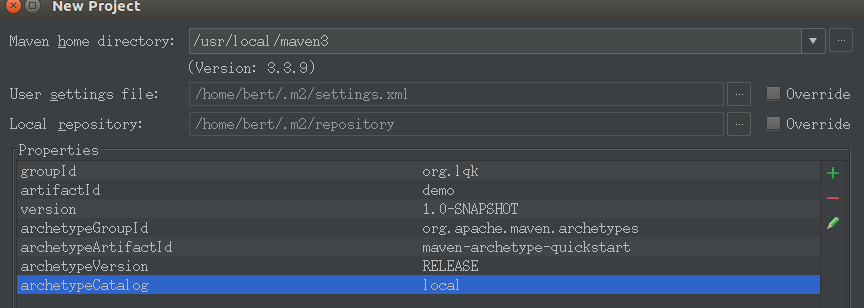 New Project
Maven home directory: /usr/local/maven3
(Version: 3.3.9)
User settings file: /home/bert/.m2/settings.xml ... Override
Local repository: /home/bert/.m2/repository ... Override
Properties
groupId org.lqk
artifactId demo
version 1.0-SNAPSHOT
archetypeGroupId org.apache.maven.archetypes
archetypeArtifactId maven-archetype-quickstart
archetypeVersion RELEASE
archetypeCatalog local